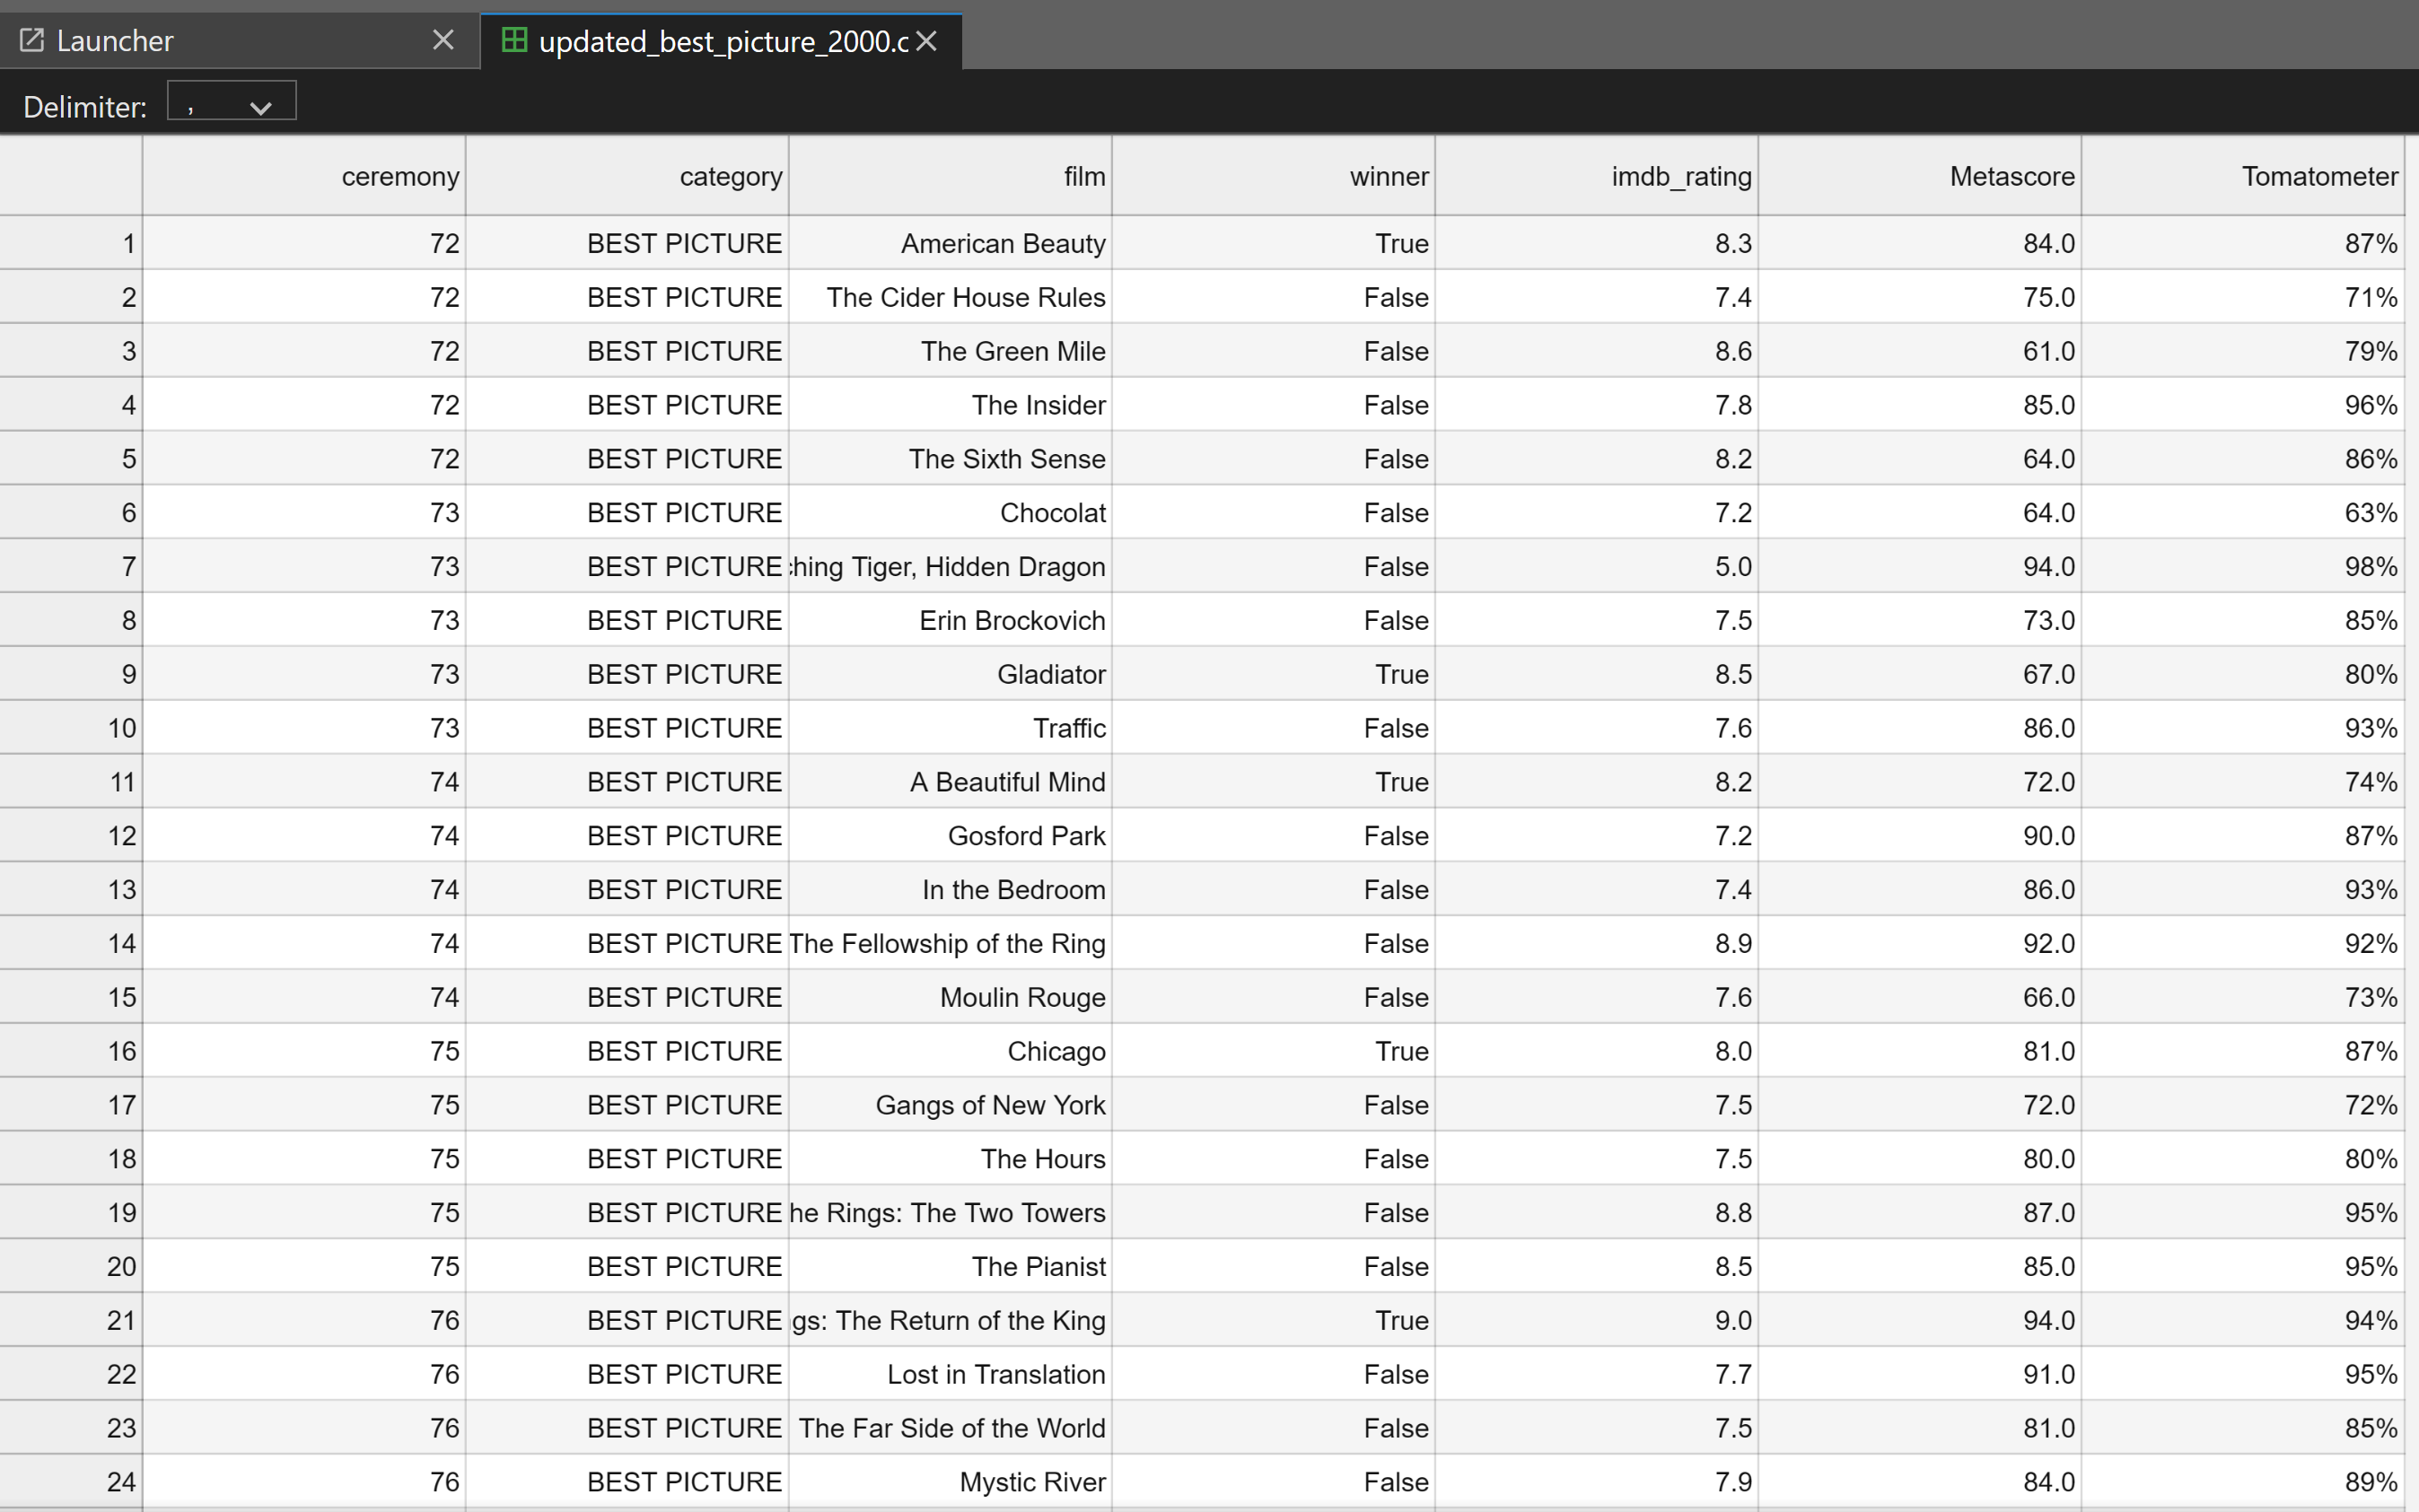 Launcher
updated_best_picture_2000.c
Delimiter: ,
ceremony category film winner imdb_rating Metascore Tomatometer
1 72 BEST PICTURE American Beauty True 8.3 84.0 87%
2 72 BEST PICTURE The Cider House Rules False 7.4 75.0 71%
3 72 BEST PICTURE The Green Mile False 8.6 61.0 79%
4 72 BEST PICTURE The Insider False 7.8 85.0 96%
5 72 BEST PICTURE The Sixth Sense False 8.2 64.0 86%
6 73 BEST PICTURE Chocolat False 7.2 64.0 63%
7 73 BEST PICTURE ching Tiger, Hidden Dragon False 5.0 94.0 98%
8 73 BEST PICTURE Erin Brockovich False 7.5 73.0 85%
9 73 BEST PICTURE Gladiator True 8.5 67.0 80%
10 73 BEST PICTURE Traffic False 7.6 86.0 93%
11 74 BEST PICTURE A Beautiful Mind True 8.2 72.0 74%
12 74 BEST PICTURE Gosford Park False 7.2 90.0 87%
13 74 BEST PICTURE In the Bedroom False 7.4 86.0 93%
14 74 BEST PICTURE The Fellowship of the Ring False 8.9 92.0 92%
15 74 BEST PICTURE Moulin Rouge False 7.6 66.0 73%
16 75 BEST PICTURE Chicago True 8.0 81.0 87%
17 75 BEST PICTURE Gangs of New York False 7.5 72.0 72%
18 75 BEST PICTURE The Hours False 7.5 80.0 80%
19 75 BEST PICTURE he Rings: The Two Towers False 8.8 87.0 95%
20 75 BEST PICTURE The Pianist False 8.5 85.0 95%
21 76 BEST PICTURE gs: The Return of the King True 9.0 94.0 94%
22 76 BEST PICTURE Lost in Translation False 7.7 91.0 95%
23 76 BEST PICTURE The Far Side of the World False 7.5 81.0 85%
24 76 BEST PICTURE Mystic River False 7.9 84.0 89%